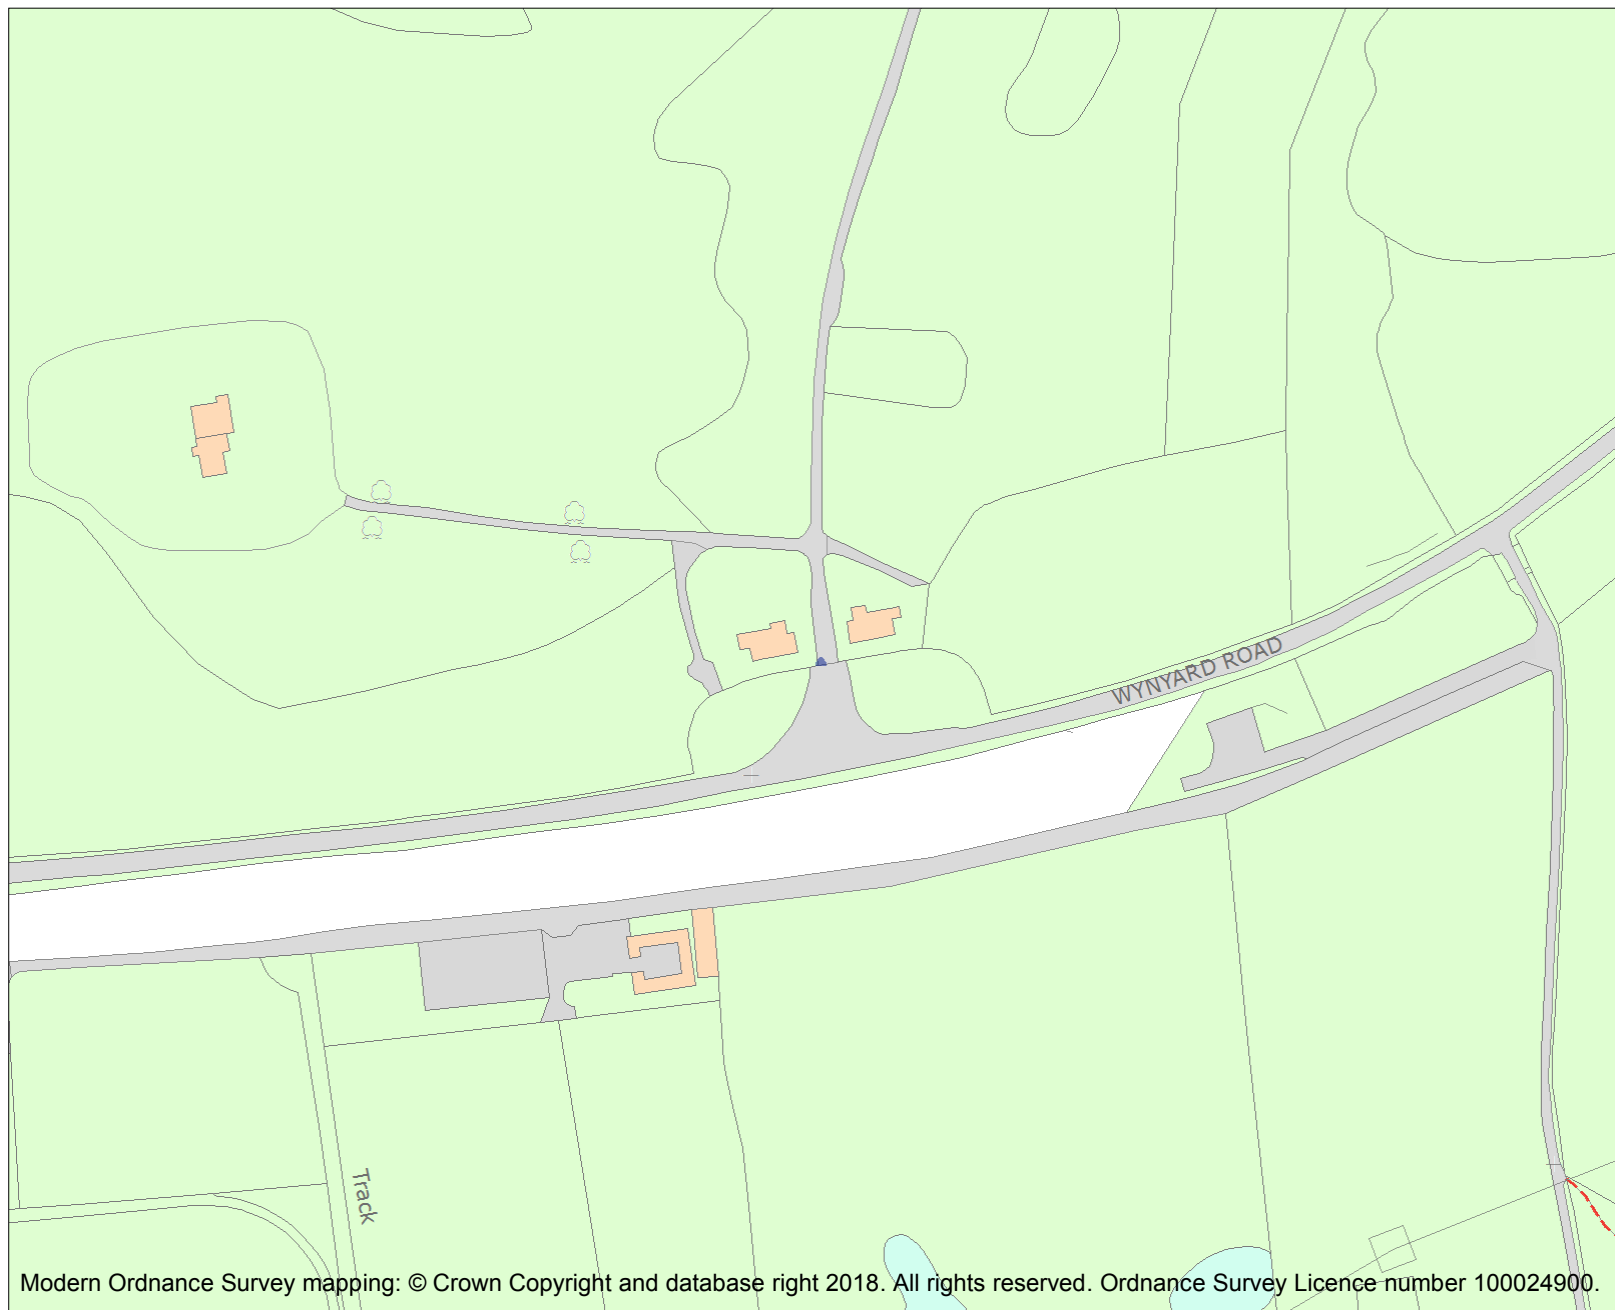 WYNYARD ROAD
Track
Modern Ordnance Survey mapping: © Crown Copyright and database right 2018. All rights reserved. Ordnance Survey Licence number 100024900.